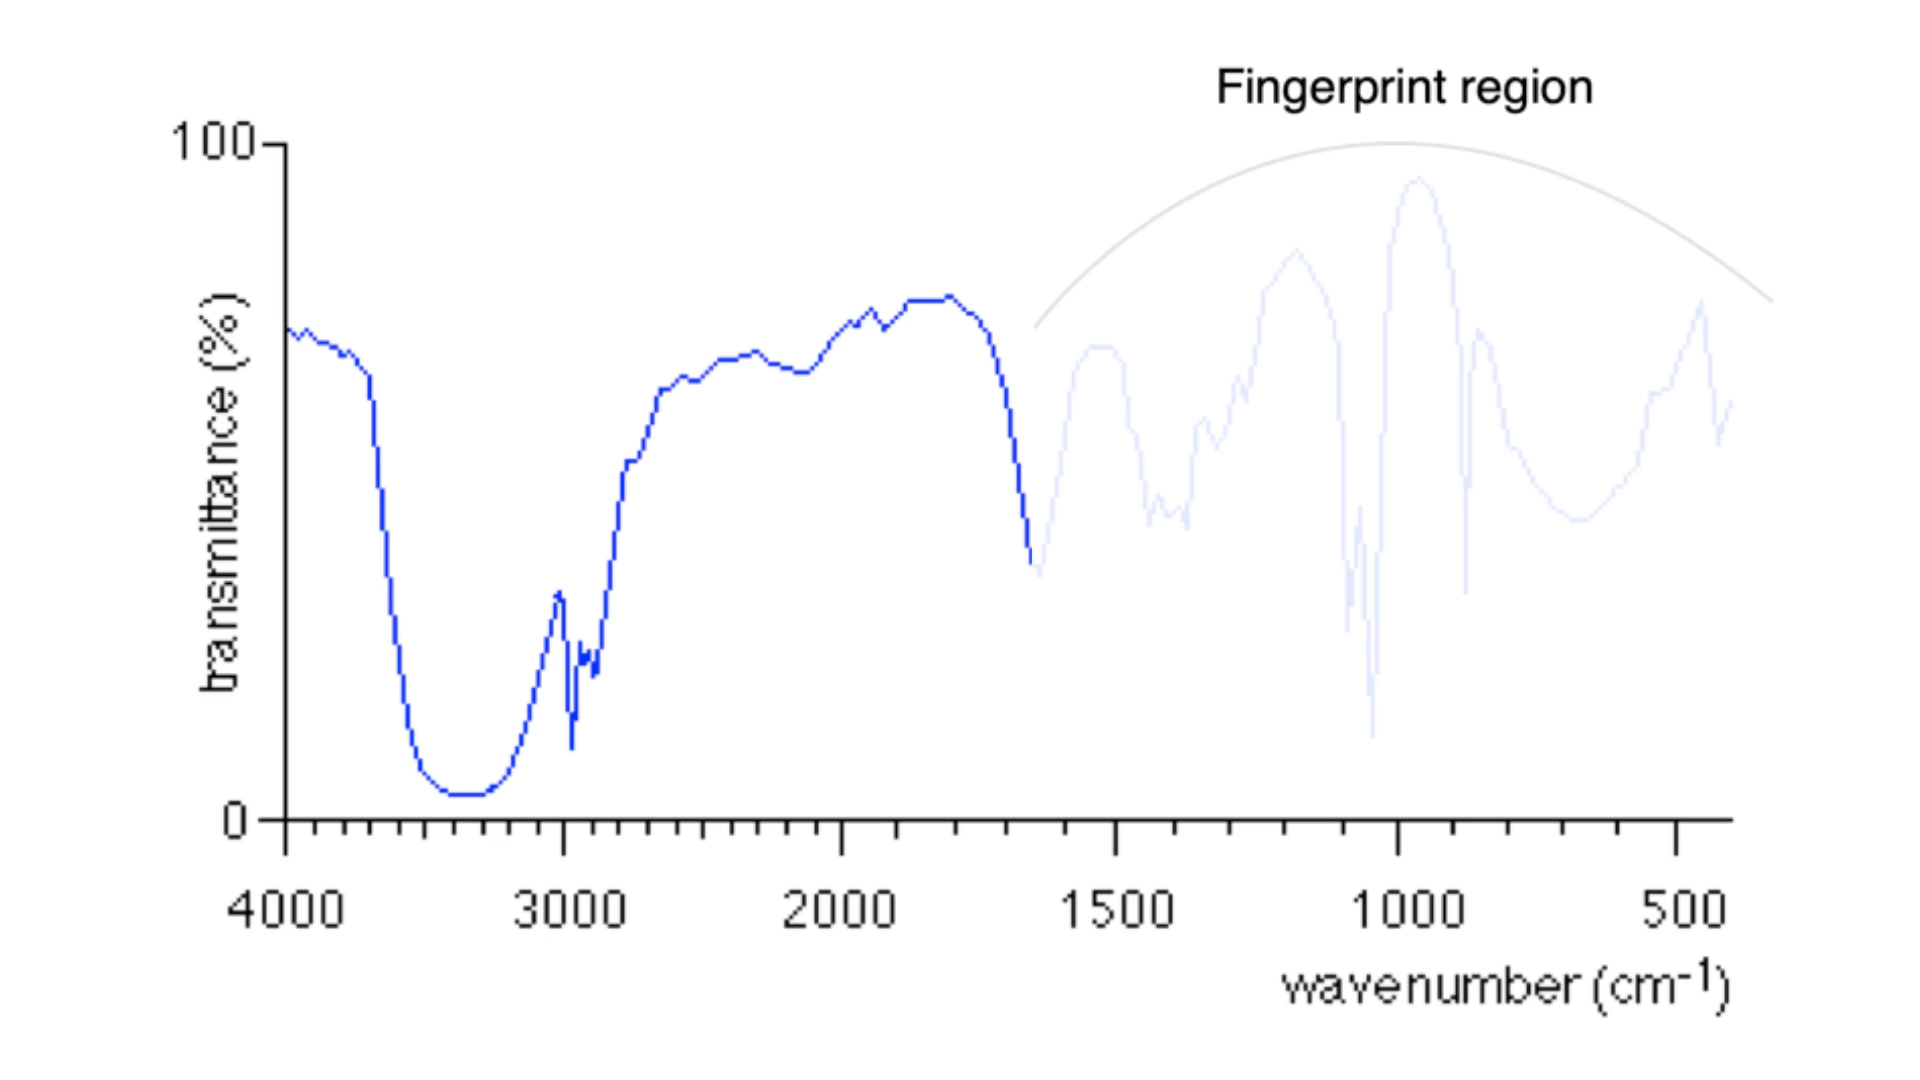 Fingerprint region
100
transmittance (%)
0
4000 3000 2000 1500 1000 500
wavenumber (cm⁻¹)